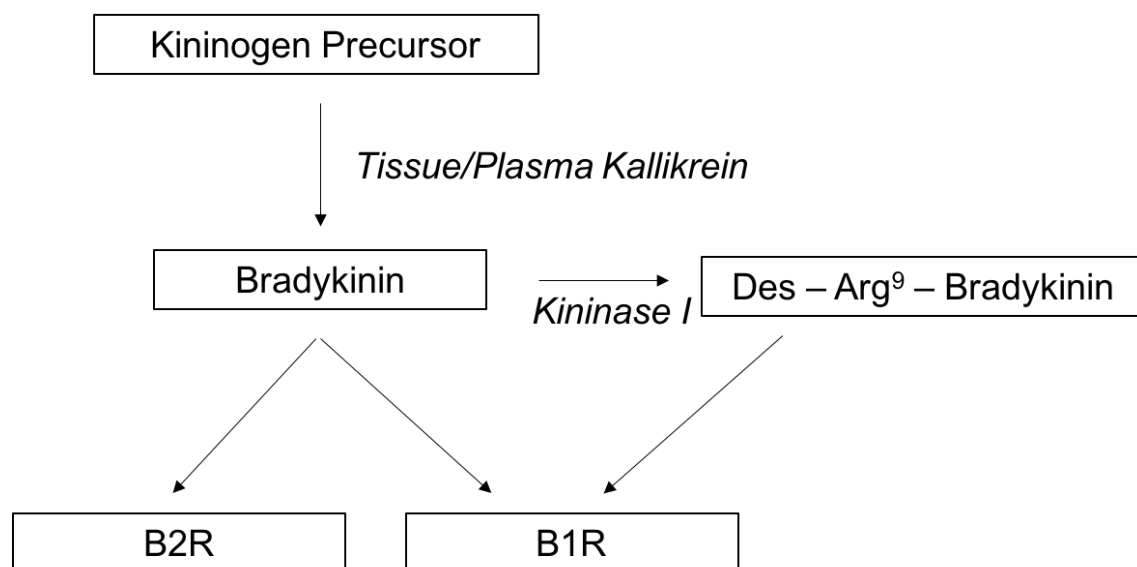 Kininogen Precursor
Tissue/Plasma Kallikrein
Bradykinin
Kininase I
Des – Arg⁹ – Bradykinin
B2R
B1R